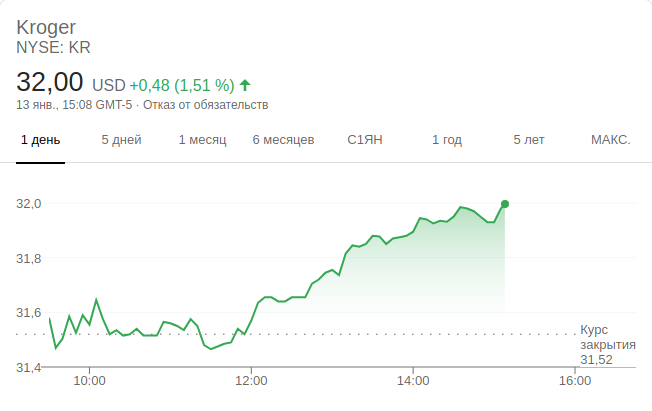 Kroger
NYSE: KR
32,00 USD +0,48 (1,51 %)
13 янв., 15:08 GMT-5 · Отказ от обязательств
1 день 5 дней 1 месяц 6 месяцев С1ЯН 1 год 5 лет МАКС.
32,0
31,8
31,6
31,4
Курс
закрытия
31,52
10:00 12:00 14:00 16:00